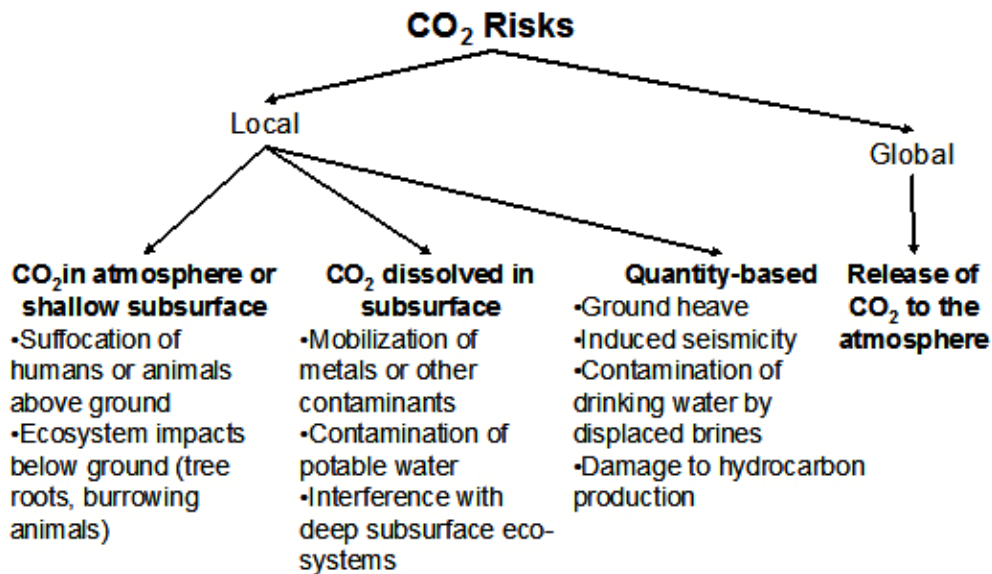 CO₂ Risks
Local
Global
CO₂in atmosphere or
shallow subsurface
•Suffocation of
humans or animals
above ground
•Ecosystem impacts
below ground (tree
roots, burrowing
animals)
CO₂ dissolved in
subsurface
•Mobilization of
metals or other
contaminants
•Contamination of
potable water
•Interference with
deep subsurface eco-
systems
Quantity-based
•Ground heave
•Induced seismicity
•Contamination of
drinking water by
displaced brines
•Damage to hydrocarbon
production
Release of
CO₂ to the
atmosphere